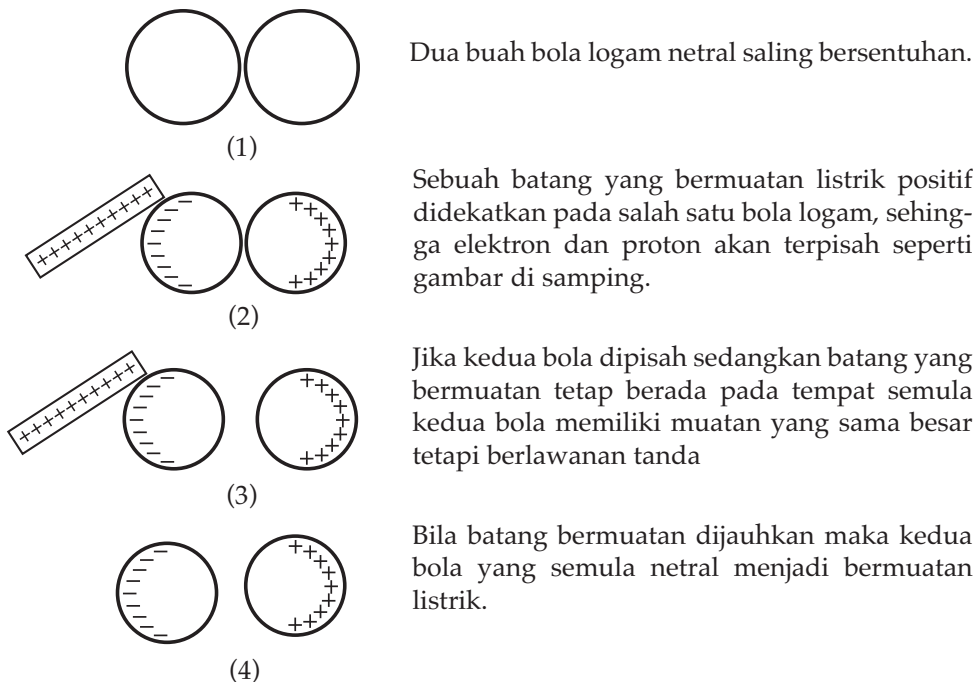 Dua buah bola logam netral saling bersentuhan.
(1)
Sebuah batang yang bermuatan listrik positif
didekatkan pada salah satu bola logam, sehing-
ga elektron dan proton akan terpisah seperti
gambar di samping.
++++++++++
(2)
Jika kedua bola dipisah sedangkan batang yang
bermuatan tetap berada pada tempat semula
kedua bola memiliki muatan yang sama besar
tetapi berlawanan tanda
++++++++++
(3)
Bila batang bermuatan dijauhkan maka kedua
bola yang semula netral menjadi bermuatan
listrik.
(4)